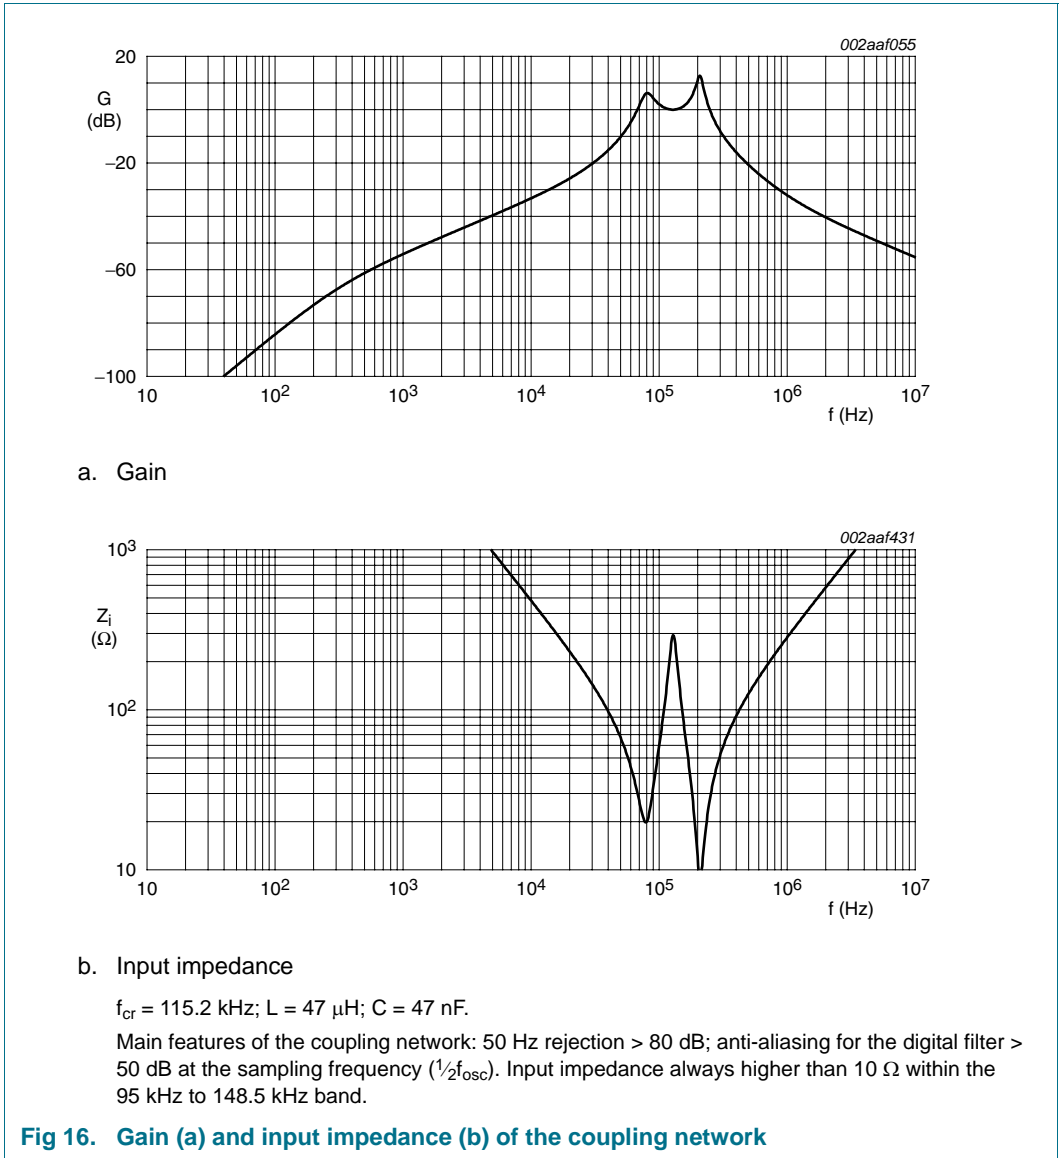 002aaf055
20
G
(dB)
−20
−60
−100
10 10² 10³ 10⁴ 10⁵ 10⁶ 10⁷
f (Hz)
a. Gain
002aaf431
10³
Zi
(Ω)
10²
10
10 10² 10³ 10⁴ 10⁵ 10⁶ 10⁷
f (Hz)
b. Input impedance
fcr = 115.2 kHz; L = 47 μH; C = 47 nF.
Main features of the coupling network: 50 Hz rejection > 80 dB; anti-aliasing for the digital filter >
50 dB at the sampling frequency (½fosc). Input impedance always higher than 10 Ω within the
95 kHz to 148.5 kHz band.
Fig 16. Gain (a) and input impedance (b) of the coupling network